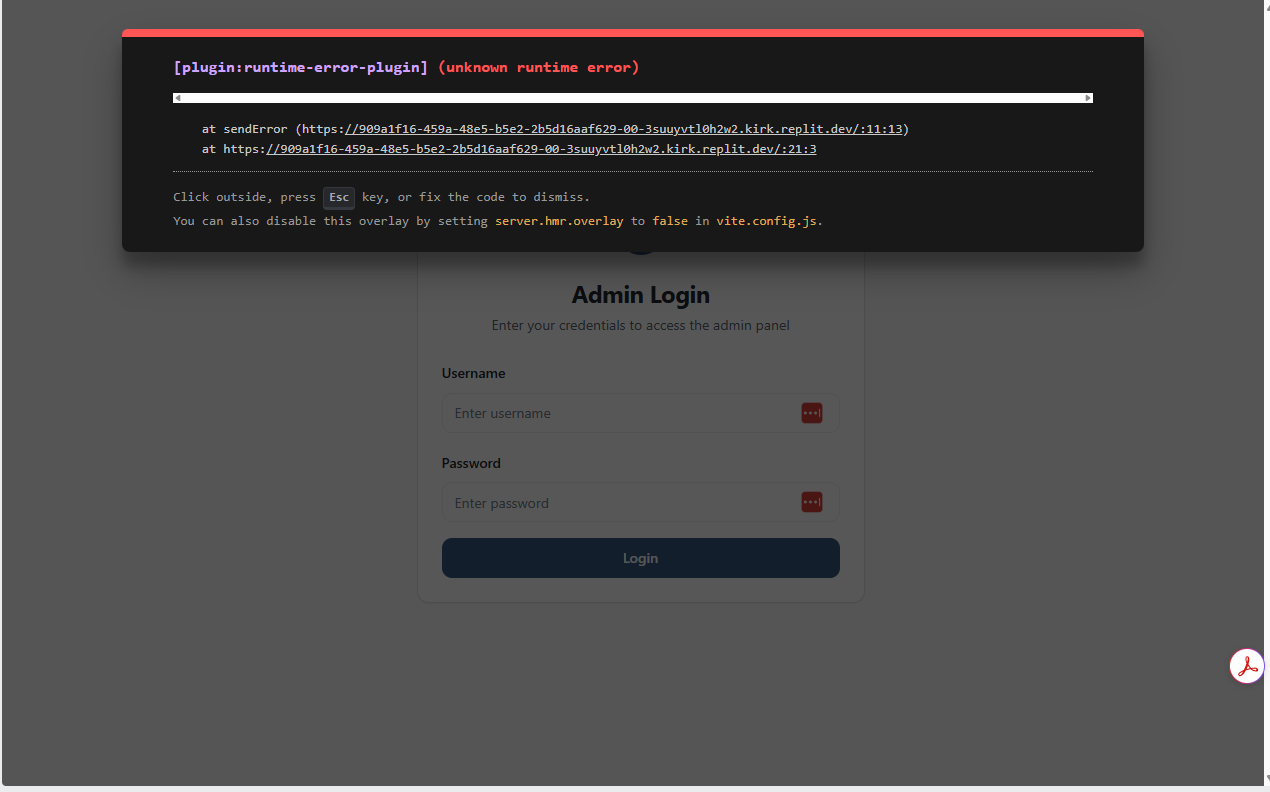 [plugin:runtime-error-plugin] (unknown runtime error)
at sendError (https://909a1f16-459a-48e5-b5e2-2b5d16aaf629-00-3suuyvtl0h2w2.kirk.replit.dev/:11:13)
at https://909a1f16-459a-48e5-b5e2-2b5d16aaf629-00-3suuyvtl0h2w2.kirk.replit.dev/:21:3
Click outside, press Esc key, or fix the code to dismiss.
You can also disable this overlay by setting server.hmr.overlay to false in vite.config.js.
Admin Login
Enter your credentials to access the admin panel
Username
Enter username
Password
Enter password
Login